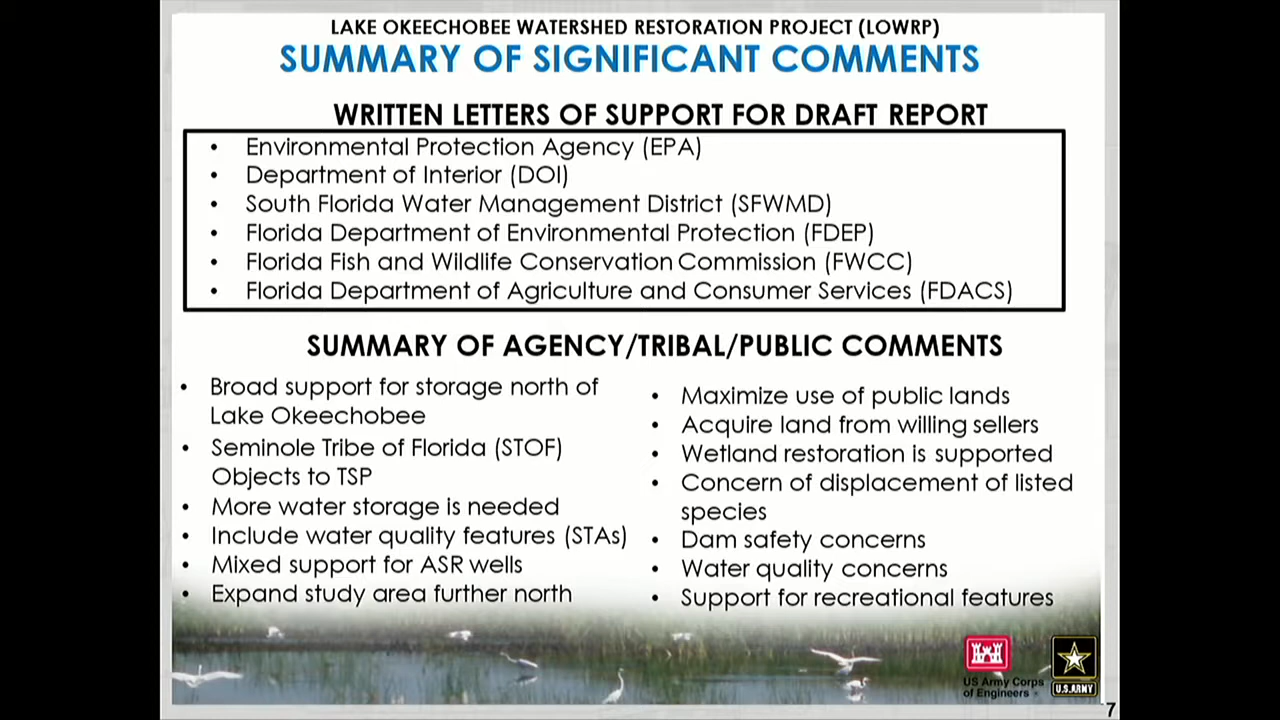 LAKE OKEECHOBEE WATERSHED RESTORATION PROJECT (LOWRP)
SUMMARY OF SIGNIFICANT COMMENTS
WRITTEN LETTERS OF SUPPORT FOR DRAFT REPORT
• Environmental Protection Agency (EPA)
• Department of Interior (DOI)
• South Florida Water Management District (SFWMD)
• Florida Department of Environmental Protection (FDEP)
• Florida Fish and Wildlife Conservation Commission (FWCC)
• Florida Department of Agriculture and Consumer Services (FDACS)
SUMMARY OF AGENCY/TRIBAL/PUBLIC COMMENTS
• Broad support for storage north of
Lake Okeechobee
• Seminole Tribe of Florida (STOF)
Objects to TSP
• More water storage is needed
• Include water quality features (STAs)
• Mixed support for ASR wells
• Expand study area further north
• Maximize use of public lands
• Acquire land from willing sellers
• Wetland restoration is supported
• Concern of displacement of listed
species
• Dam safety concerns
• Water quality concerns
• Support for recreational features
US Army Corps
of Engineers
U.S.ARMY
7